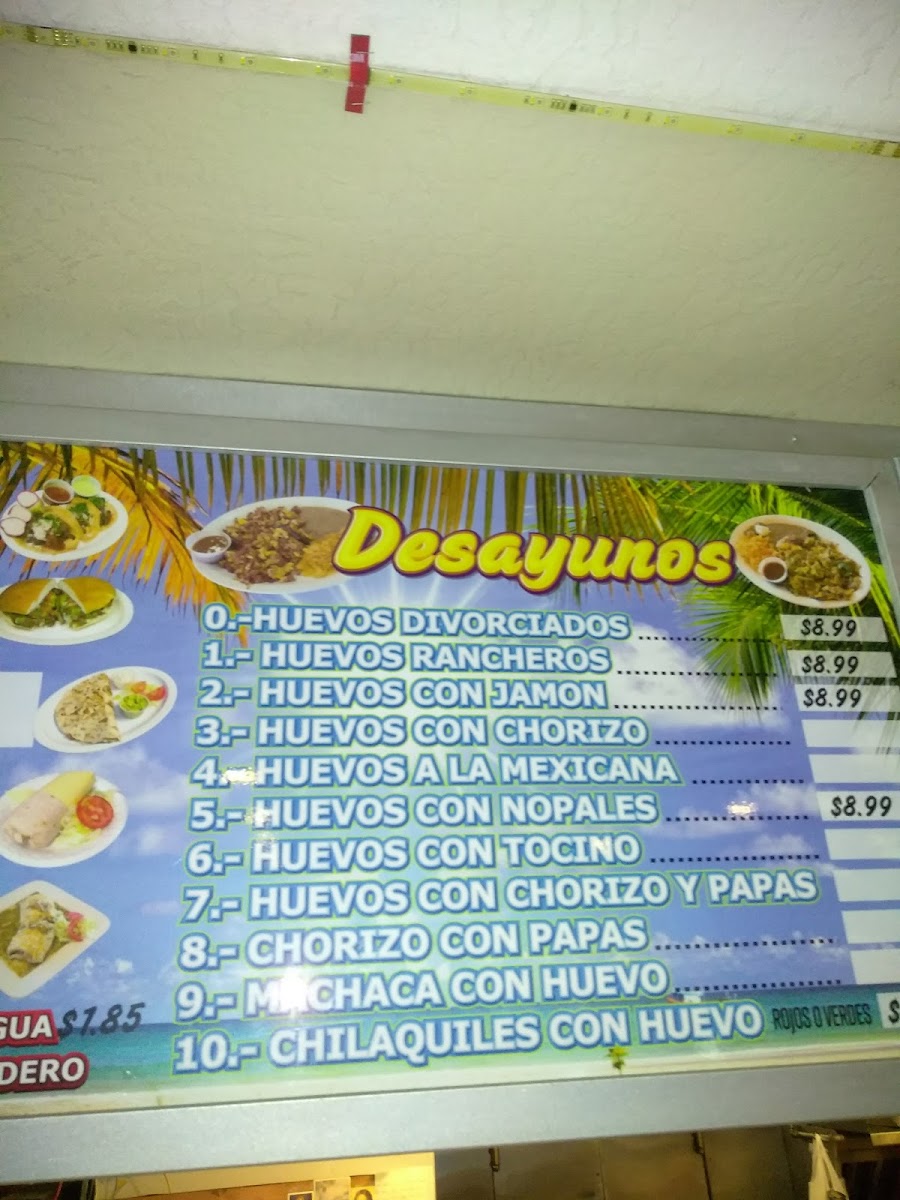 Desayunos
0.-HUEVOS DIVORCIADOS ..................... $8.99
1.- HUEVOS RANCHEROS ..................... $8.99
2.- HUEVOS CON JAMON ..................... $8.99
3.- HUEVOS CON CHORIZO .................
4.- HUEVOS A LA MEXICANA ..............
5.- HUEVOS CON NOPALES ................. $8.99
6.- HUEVOS CON TOCINO ...................
7.- HUEVOS CON CHORIZO Y PAPAS
8.- CHORIZO CON PAPAS ...................
9.- MACHACA CON HUEVO .................
10.- CHILAQUILES CON HUEVO ROJOS O VERDES $
GUA $1.85
DERO